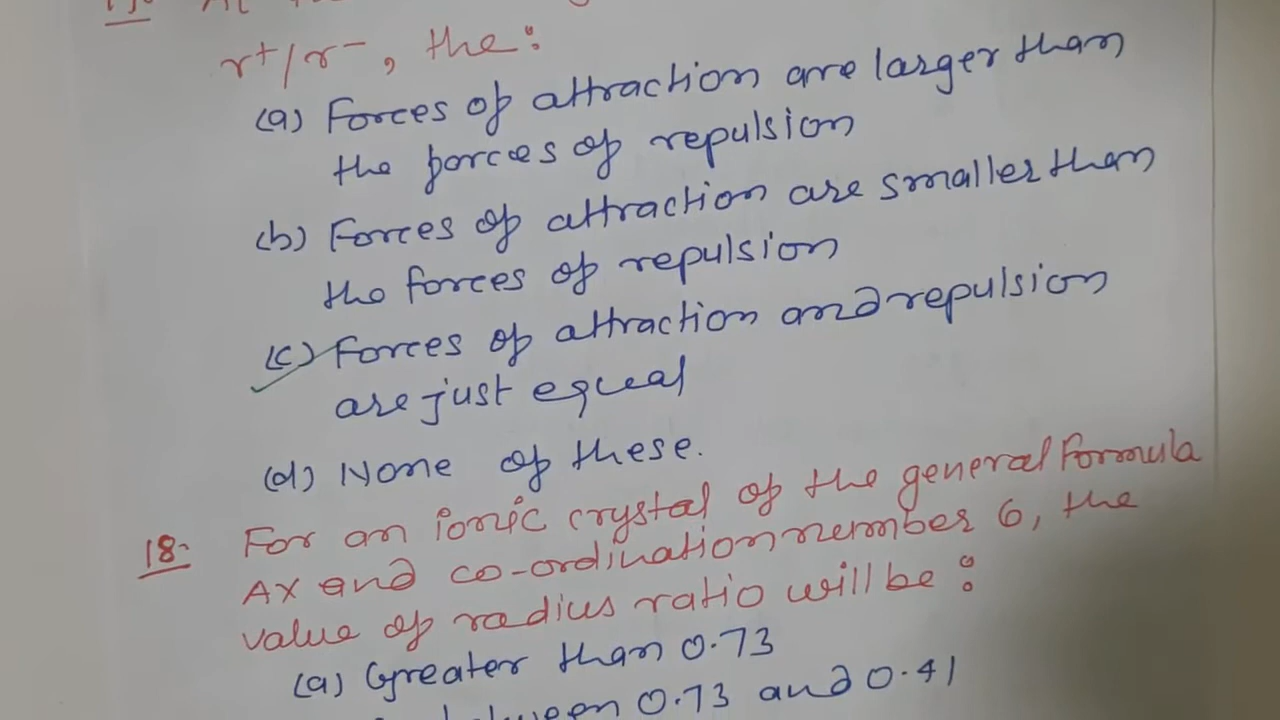 r+/r-, the:
(a) Forces of attraction are larger than
the forces of repulsion
(b) Forces of attraction are smaller than
the forces of repulsion
(c) Forces of attraction and repulsion
are just equal
(d) None of these.
18- For an ionic crystal of the general formula
AX and co-ordination number 6, the
value of radius ratio will be:
(a) Greater than 0.73
0.73 and 0.41